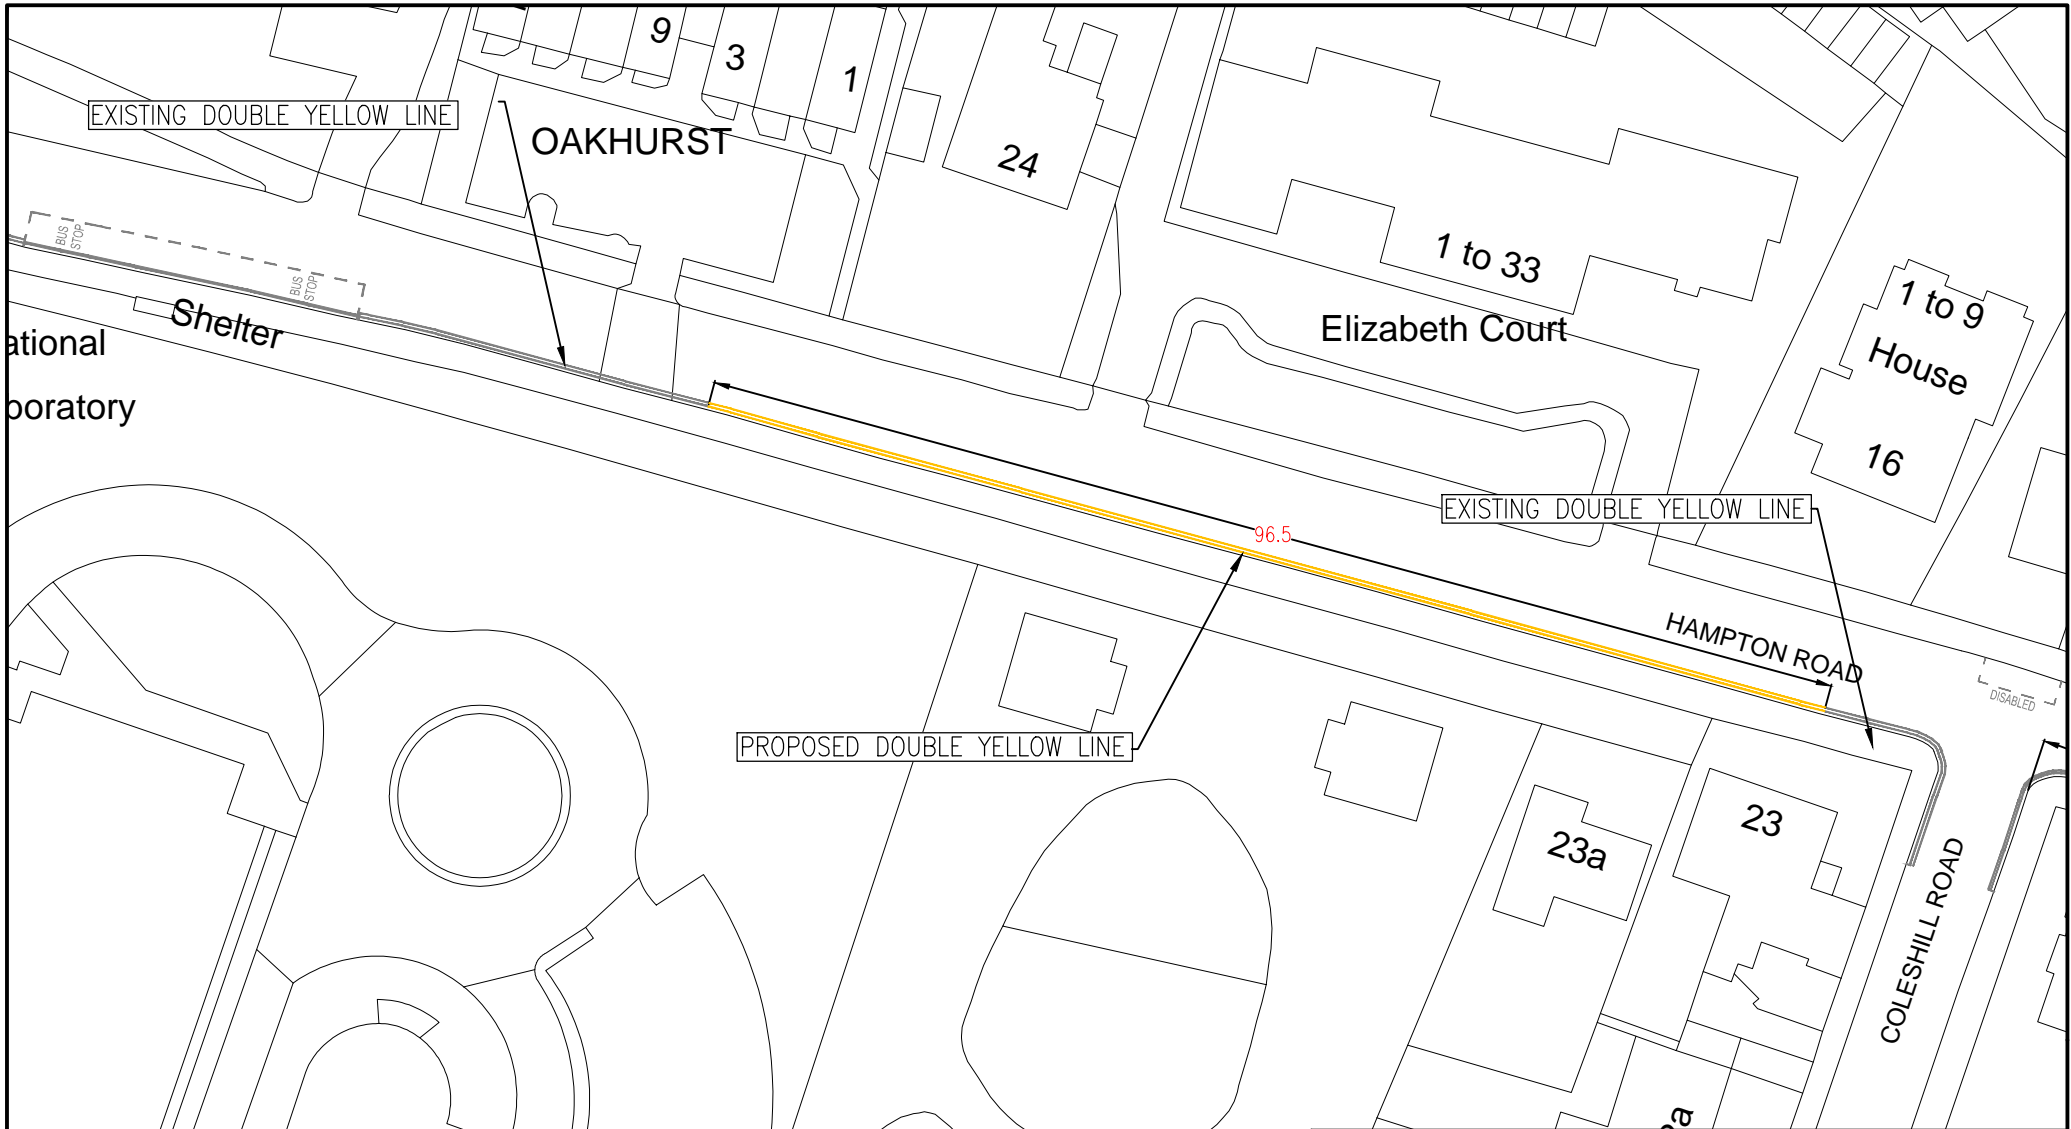 9
3
1
EXISTING DOUBLE YELLOW LINE
OAKHURST
24
1 to 33
Elizabeth Court
1 to 9
House
16
BUS
STOP
BUS
STOP
Shelter
ational
boratory
EXISTING DOUBLE YELLOW LINE
96.5
HAMPTON ROAD
DISABLED
PROPOSED DOUBLE YELLOW LINE
23a
23
COLESHILL ROAD